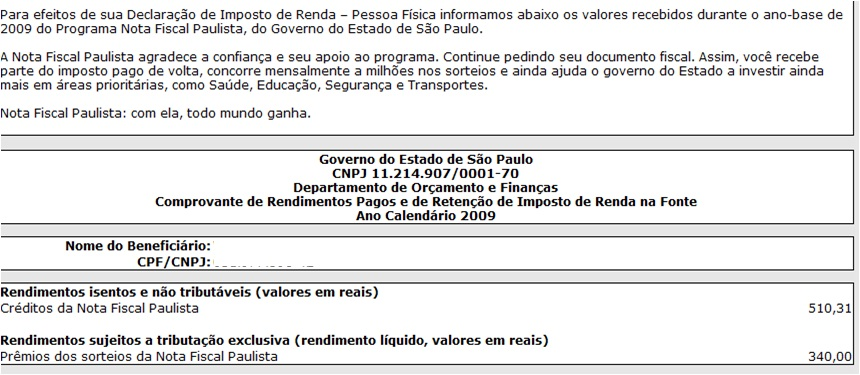 Para efeitos de sua Declaração de Imposto de Renda – Pessoa Física informamos abaixo os valores recebidos durante o ano-base de
2009 do Programa Nota Fiscal Paulista, do Governo do Estado de São Paulo.
A Nota Fiscal Paulista agradece a confiança e seu apoio ao programa. Continue pedindo seu documento fiscal. Assim, você recebe
parte do imposto pago de volta, concorre mensalmente a milhões nos sorteios e ainda ajuda o governo do Estado a investir ainda
mais em áreas prioritárias, como Saúde, Educação, Segurança e Transportes.
Nota Fiscal Paulista: com ela, todo mundo ganha.
Governo do Estado de São Paulo
CNPJ 11.214.907/0001-70
Departamento de Orçamento e Finanças
Comprovante de Rendimentos Pagos e de Retenção de Imposto de Renda na Fonte
Ano Calendário 2009
Nome do Beneficiário:
CPF/CNPJ:
Rendimentos isentos e não tributáveis (valores em reais)
Créditos da Nota Fiscal Paulista 510,31
Rendimentos sujeitos a tributação exclusiva (rendimento líquido, valores em reais)
Prêmios dos sorteios da Nota Fiscal Paulista 340,00